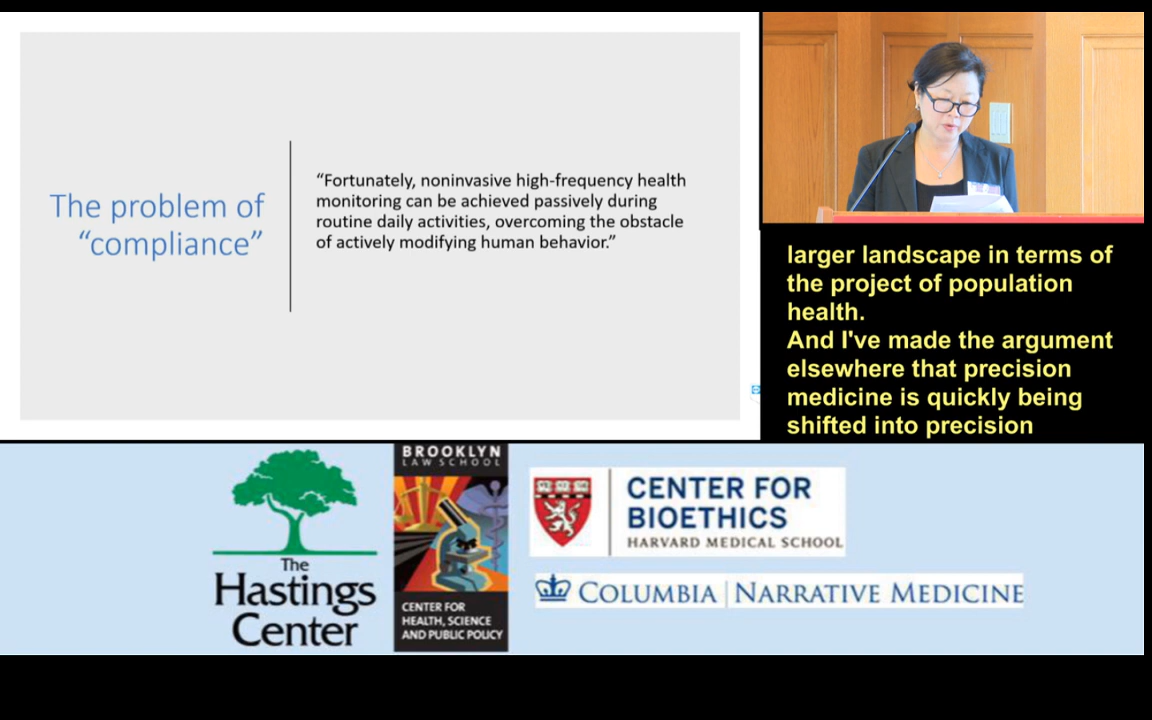 The problem of
“compliance”
“Fortunately, noninvasive high-frequency health
monitoring can be achieved passively during
routine daily activities, overcoming the obstacle
of actively modifying human behavior.”
larger landscape in terms of
the project of population
health.
And I've made the argument
elsewhere that precision
medicine is quickly being
shifted into precision
The
Hastings
Center
BROOKLYN
LAW SCHOOL
CENTER FOR
HEALTH, SCIENCE
AND PUBLIC POLICY
CENTER FOR
BIOETHICS
HARVARD MEDICAL SCHOOL
COLUMBIA | NARRATIVE MEDICINE